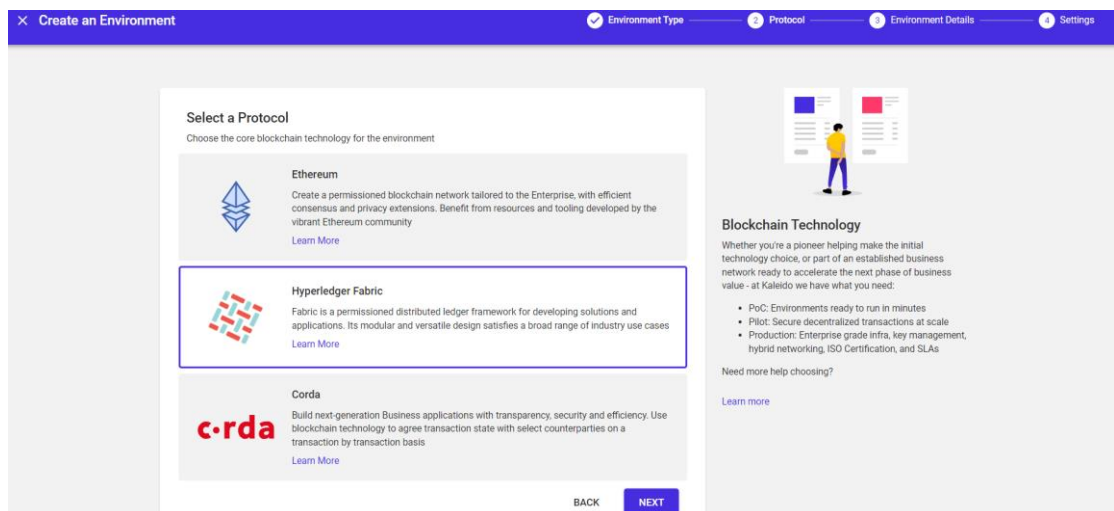 × Create an Environment
Environment Type
2 Protocol
3 Environment Details
4 Settings
Select a Protocol
Choose the core blockchain technology for the environment
Ethereum
Create a permissioned blockchain network tailored to the Enterprise, with efficient
consensus and privacy extensions. Benefit from resources and tooling developed by the
vibrant Ethereum community
Learn More
Hyperledger Fabric
Fabric is a permissioned distributed ledger framework for developing solutions and
applications. Its modular and versatile design satisfies a broad range of industry use cases
Learn More
c·rda
Corda
Build next-generation Business applications with transparency, security and efficiency. Use
blockchain technology to agree transaction state with select counterparties on a
transaction by transaction basis
Learn More
BACK
NEXT
Blockchain Technology
Whether you're a pioneer helping make the initial
technology choice, or part of an established business
network ready to accelerate the next phase of business
value - at Kaleido we have what you need:
• PoC: Environments ready to run in minutes
• Pilot: Secure decentralized transactions at scale
• Production: Enterprise grade infra, key management,
hybrid networking, ISO Certification, and SLAs
Need more help choosing?
Learn more